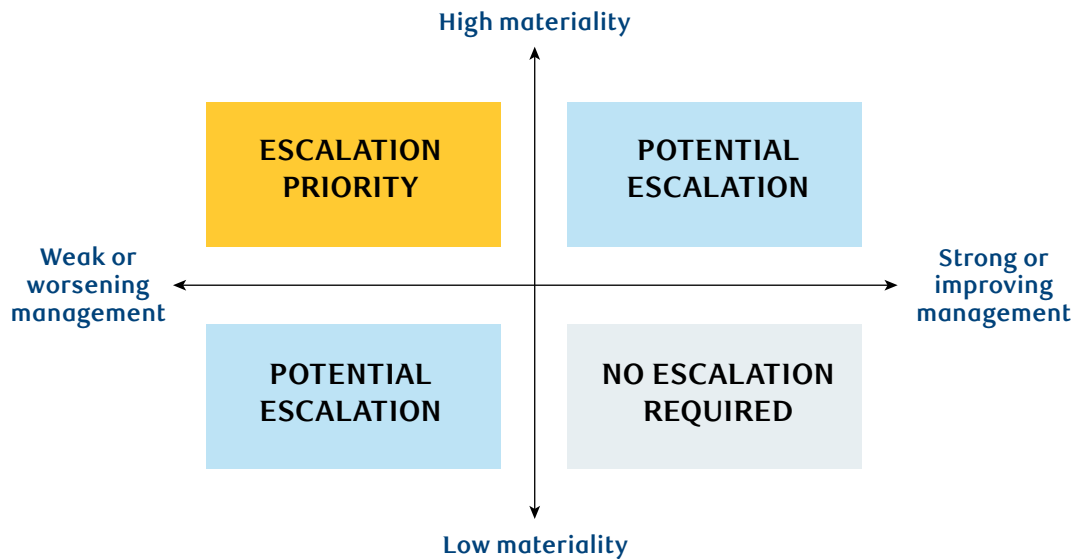 High materiality
ESCALATION
PRIORITY
POTENTIAL
ESCALATION
Weak or
worsening
management
Strong or
improving
management
POTENTIAL
ESCALATION
NO ESCALATION
REQUIRED
Low materiality